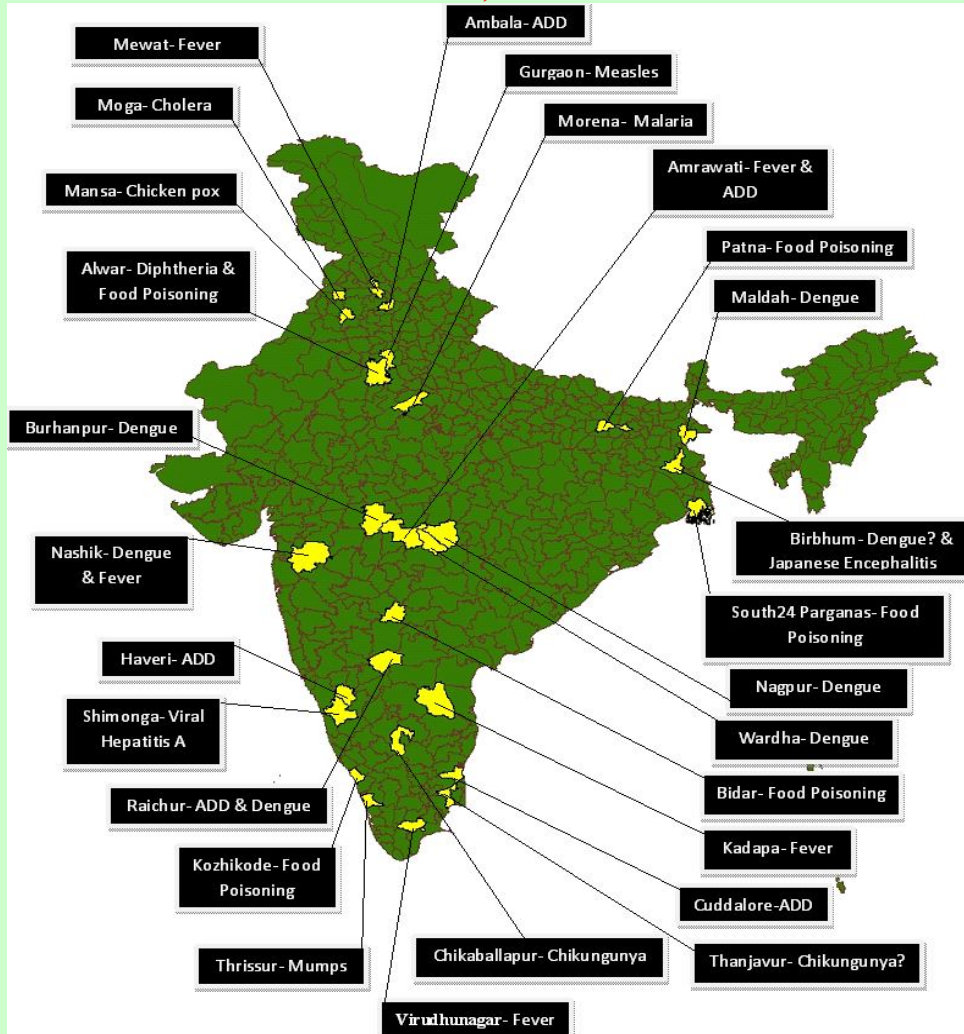 Ambala- ADD
Mewat- Fever
Gurgaon- Measles
Moga- Cholera
Morena- Malaria
Amrawati- Fever &
ADD
Mansa- Chicken pox
Patna- Food Poisoning
Alwar- Diphtheria &
Food Poisoning
Maldah- Dengue
Burhanpur- Dengue
Nashik- Dengue
& Fever
Birbhum- Dengue? &
Japanese Encephalitis
South24 Parganas- Food
Poisoning
Haveri- ADD
Nagpur- Dengue
Shimonga- Viral
Hepatitis A
Wardha- Dengue
Bidar- Food Poisoning
Raichur- ADD & Dengue
Kadapa- Fever
Kozhikode- Food
Poisoning
Cuddalore-ADD
Chikaballapur- Chikungunya
Thanjavur- Chikungunya?
Thrissur- Mumps
Virudhunagar- Fever